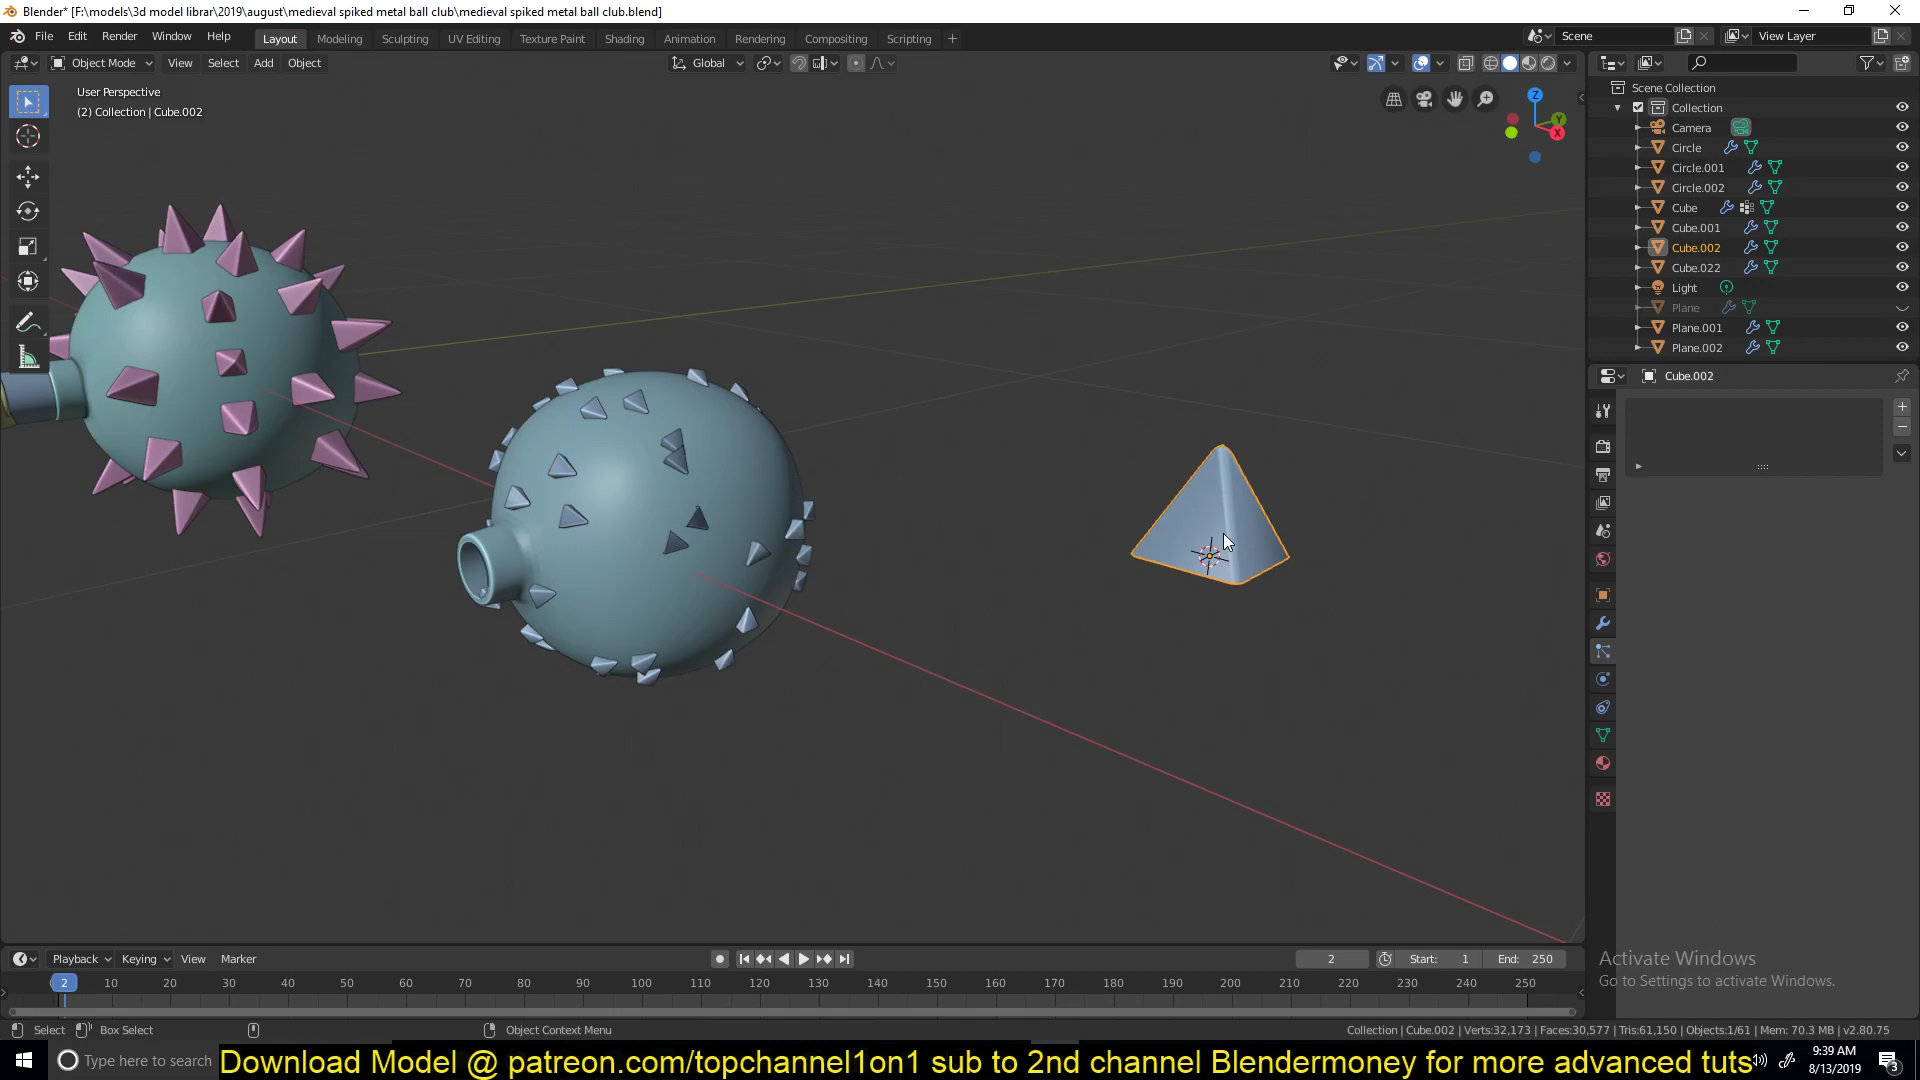 Blender* [F:\models\3d model librar\2019\august\medieval spiked metal ball club\medieval spiked metal ball club.blend]
File Edit Render Window Help Layout Modeling Sculpting UV Editing Texture Paint Shading Animation Rendering Compositing Scripting + Scene View Layer
Object Mode View Select Add Object Global
User Perspective
(2) Collection | Cube.002
Z
Y
X
Scene Collection
Collection
Camera
Circle
Circle.001
Circle.002
Cube
Cube.001
Cube.002
Cube.022
Light
Plane
Plane.001
Plane.002
Cube.002
Playback Keying View Marker 2 Start: 1 End: 250
2 10 20 30 40 50 60 70 80 90 100 110 120 130 140 150 160 170 180 190 200 210 220 230 240 250
Activate Windows
Go to Settings to activate Windows.
Select Box Select Object Context Menu Collection | Cube.002 | Verts:32,173 | Faces:30,577 | Tris:61,150 | Objects:1/61 | Mem: 70.3 MB | v2.80.75
Type here to search
Download Model @ patreon.com/topchannel1on1 sub to 2nd channel Blendermoney for more advanced tuts
9:39 AM
8/13/2019
3